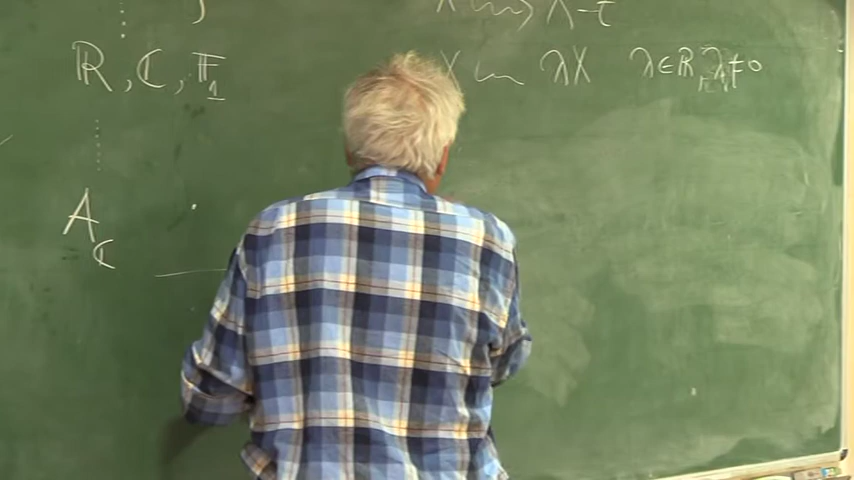 X ⟿ λ-t
ℝ, ℂ, 𝔽₁ X ⟿ λX λ∈ℝ, λ≠0
A_ℂ